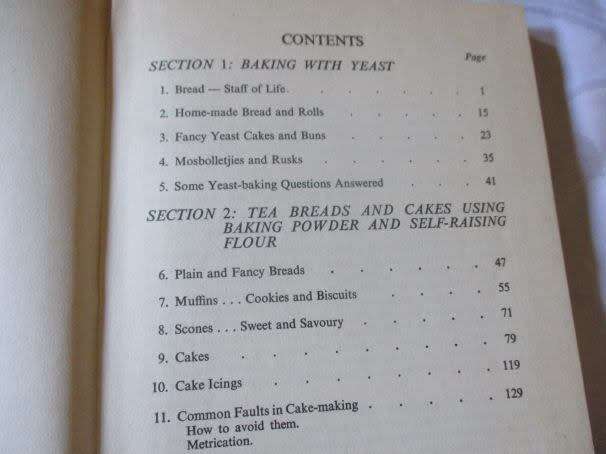 CONTENTS
Page
SECTION 1: BAKING WITH YEAST
1. Bread — Staff of Life. . . . . . . 1
2. Home-made Bread and Rolls . . . . . 15
3. Fancy Yeast Cakes and Buns . . . . . 23
4. Mosbolletjies and Rusks . . . . . 35
5. Some Yeast-baking Questions Answered . . . 41
SECTION 2: TEA BREADS AND CAKES USING
BAKING POWDER AND SELF-RAISING
FLOUR
6. Plain and Fancy Breads . . . . . . 47
7. Muffins . . . Cookies and Biscuits . . . . 55
8. Scones . . . Sweet and Savoury . . . . . 71
9. Cakes . . . . . . . . 79
10. Cake Icings . . . . . . . 119
11. Common Faults in Cake-making . . . . . 129
How to avoid them.
Metrication.